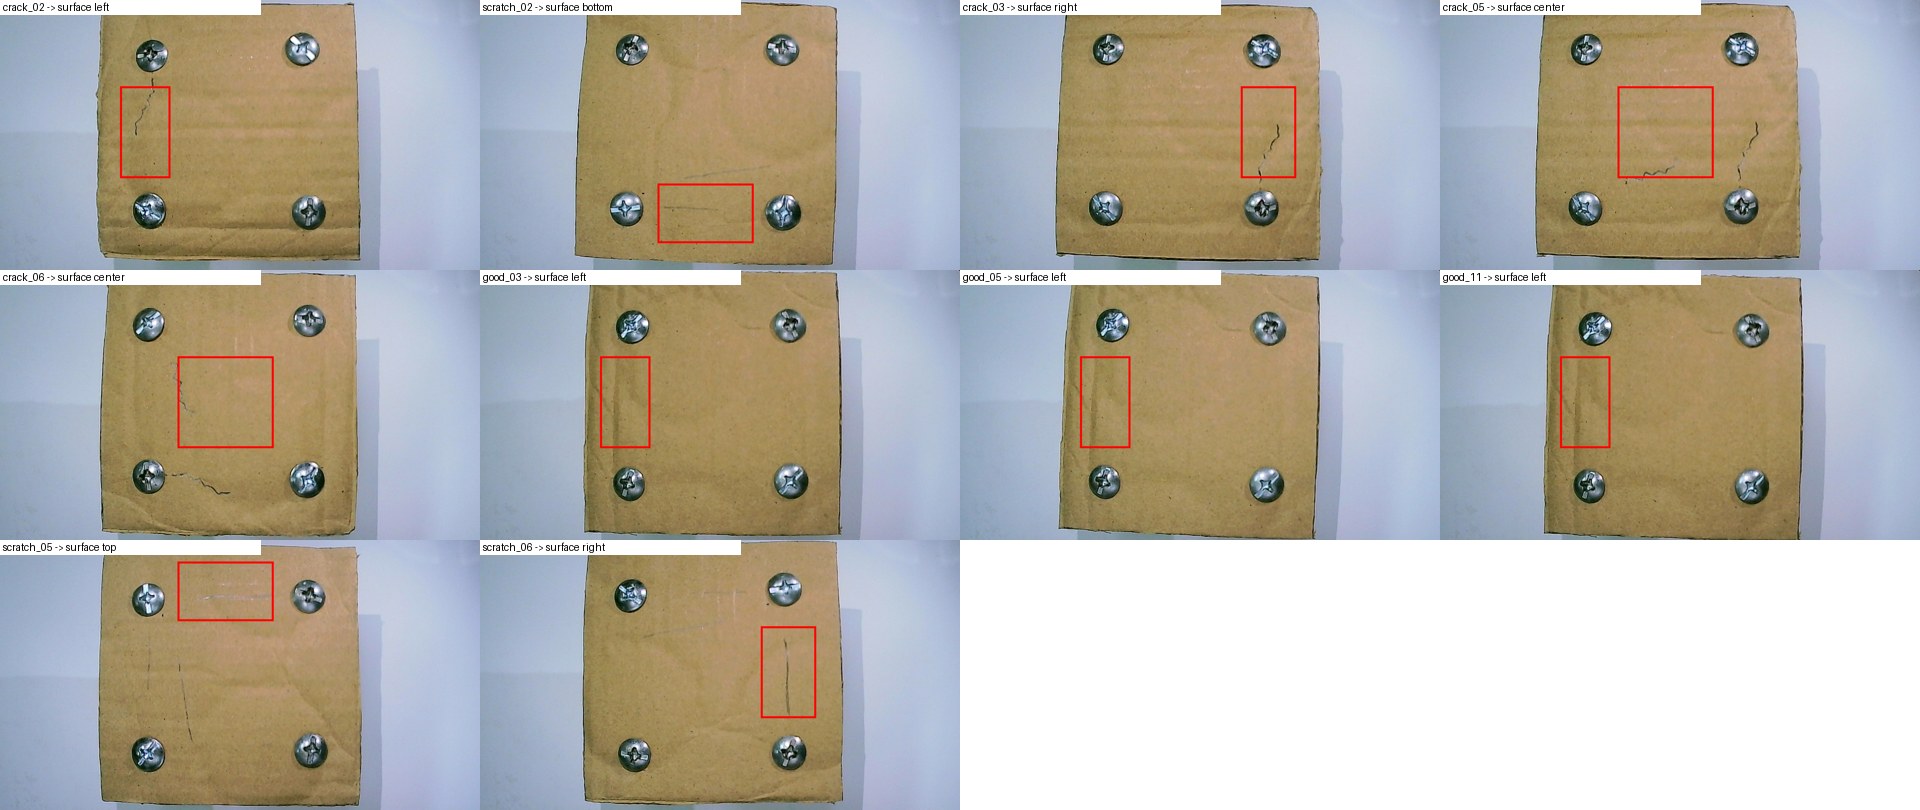 crack_02 -> surface left
scratch_02 -> surface bottom
crack_03 -> surface right
crack_05 -> surface center
crack_06 -> surface center
good_03 -> surface left
good_05 -> surface left
good_11 -> surface left
scratch_05 -> surface top
scratch_06 -> surface right